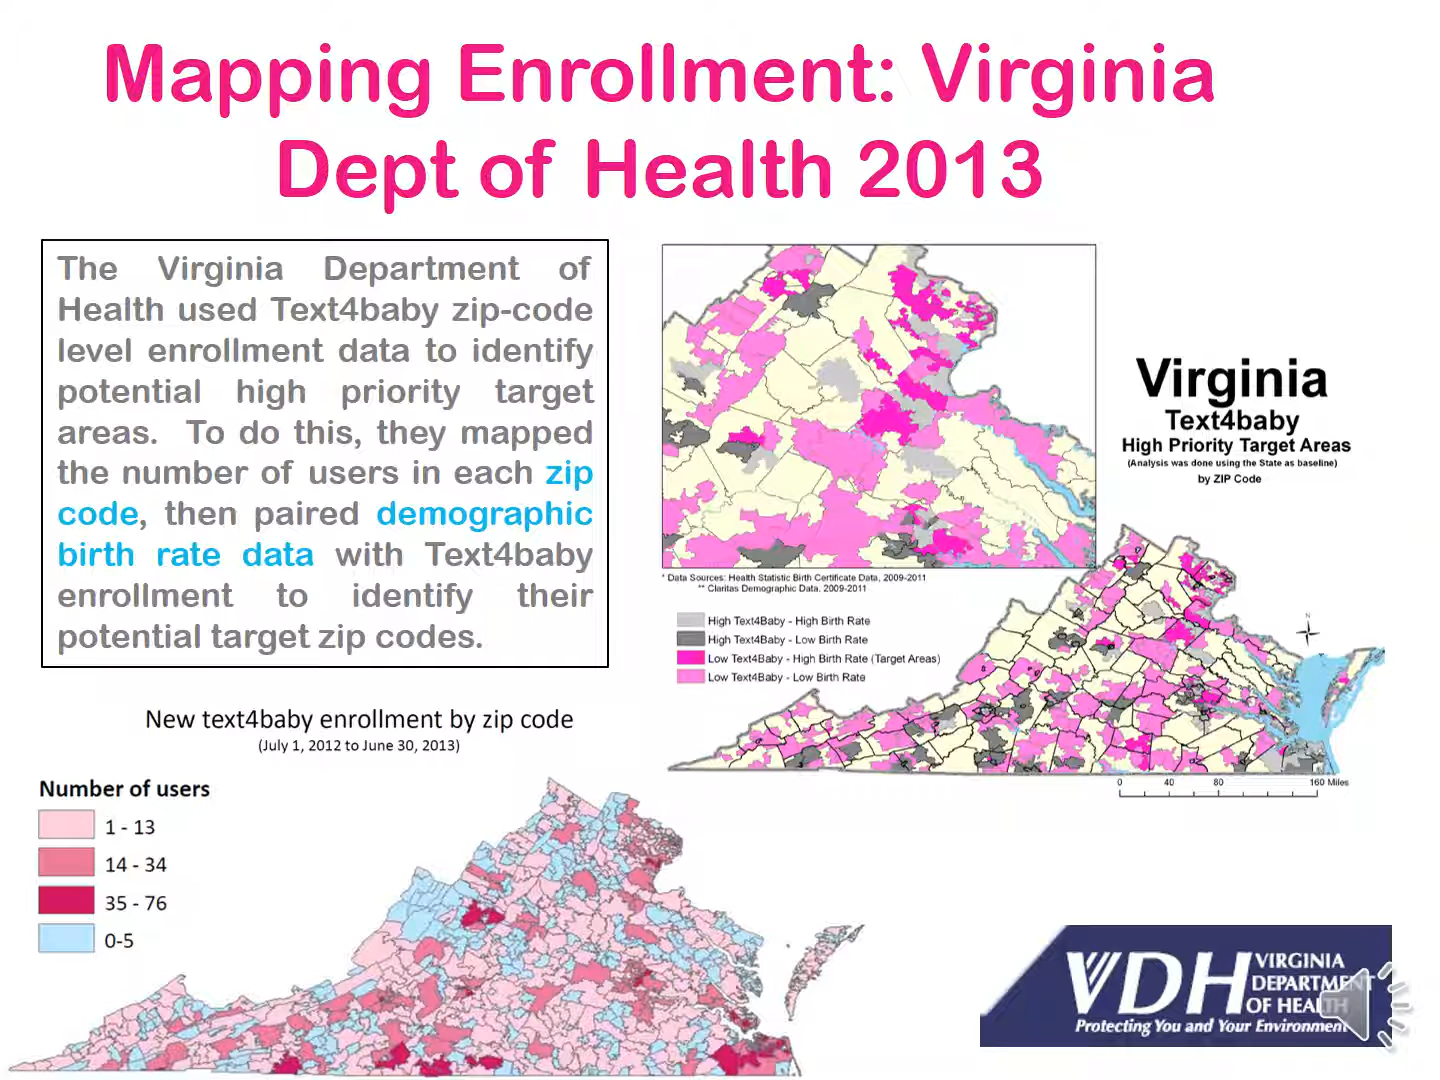 Mapping Enrollment: Virginia
Dept of Health 2013
The Virginia Department of
Health used Text4baby zip-code
level enrollment data to identify
potential high priority target
areas. To do this, they mapped
the number of users in each zip
code, then paired demographic
birth rate data with Text4baby
enrollment to identify their
potential target zip codes.
Virginia
Text4baby
High Priority Target Areas
(Analysis was done using the State as baseline)
by ZIP Code
* Data Sources: Health Statistic Birth Certificate Data, 2009-2011
** Claritas Demographic Data. 2009-2011
High Text4Baby - High Birth Rate
High Text4Baby - Low Birth Rate
Low Text4Baby - High Birth Rate (Target Areas)
Low Text4Baby - Low Birth Rate
N
0 40 80 160 Miles
New text4baby enrollment by zip code
(July 1, 2012 to June 30, 2013)
Number of users
1 - 13
14 - 34
35 - 76
0-5
VDH VIRGINIA
DEPARTMENT
OF HEALTH
Protecting You and Your Environment